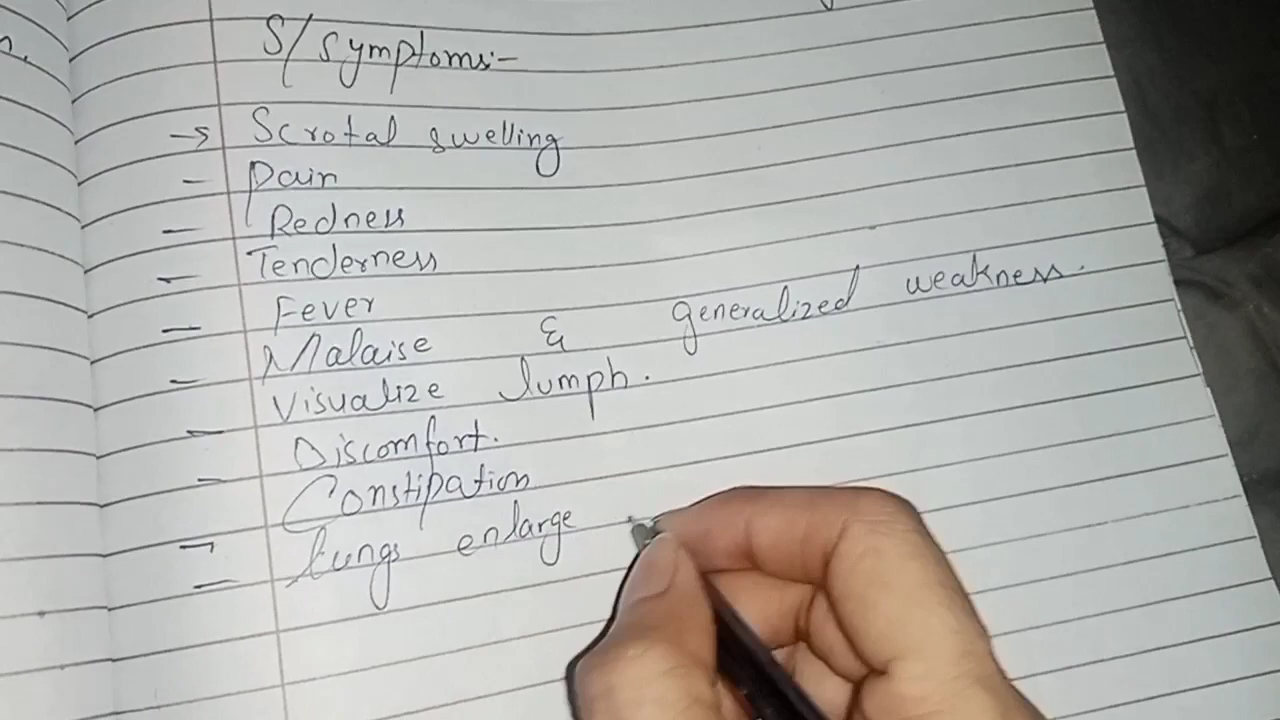 S/Symptoms:-
→ Scrotal swelling
- Pain
- Redness
- Tenderness
- Fever
- Malaise & generalized weakness.
- Visualize lumph.
- Discomfort.
- Constipation
- lungs enlarge